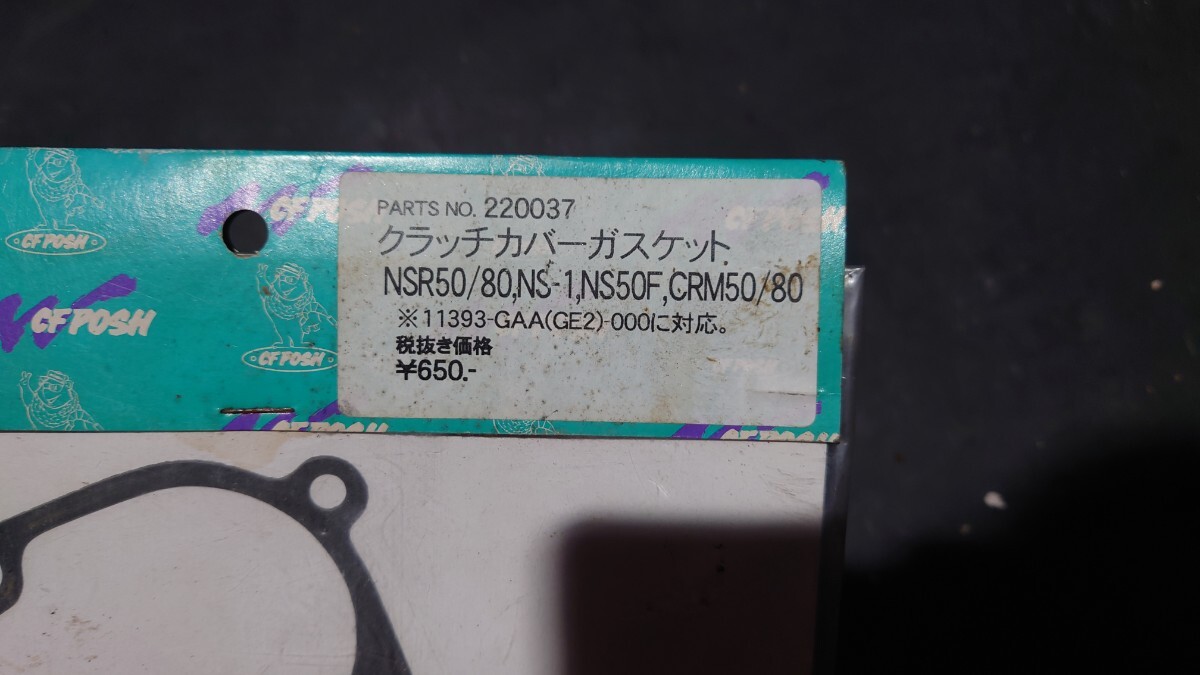 PARTS NO. 220037
クラッチカバーガスケット.
NSR50/80,NS-1,NS50F,CRM50/80
※11393-GAA(GE2)-000に対応。
税抜き価格
¥650.-
CF POSH
CF POSH
CF POSH
CF POSH